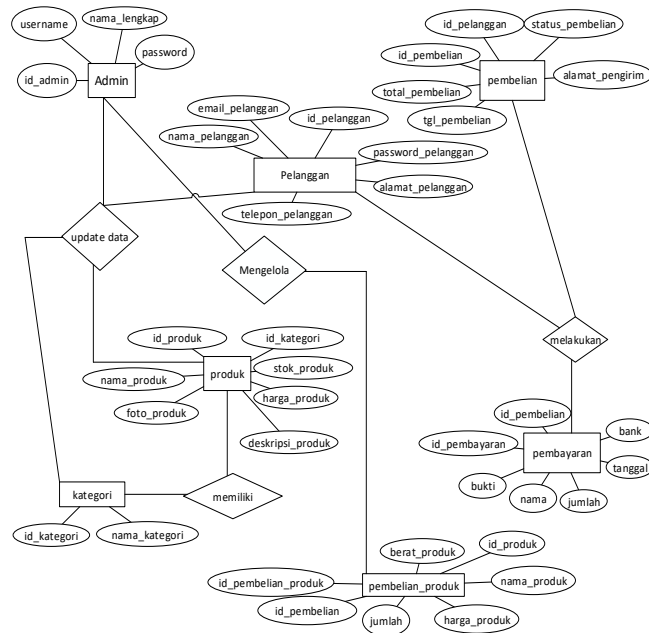 nama_lengkap
username
password
id_admin
Admin
id_pelanggan
status_pembelian
id_pembelian
pembelian
alamat_pengirim
total_pembelian
tgl_pembelian
email_pelanggan
id_pelanggan
nama_pelanggan
password_pelanggan
Pelanggan
alamat_pelanggan
telepon_pelanggan
update data
Mengelola
melakukan
id_produk
id_kategori
stok_produk
nama_produk
produk
harga_produk
foto_produk
deskripsi_produk
id_pembelian
bank
id_pembayaran
pembayaran
tanggal
bukti
nama
jumlah
kategori
memiliki
id_kategori
nama_kategori
berat_produk
id_produk
id_pembelian_produk
pembelian_produk
nama_produk
id_pembelian
jumlah
harga_produk